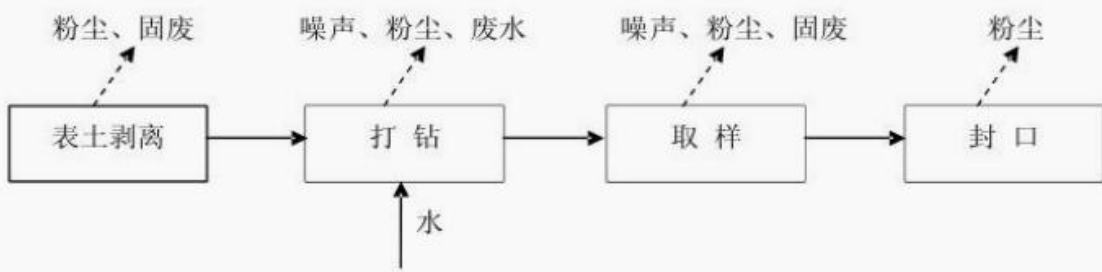 粉尘、固废
噪声、粉尘、废水
噪声、粉尘、固废
粉尘
表土剥离
打 钻
取 样
封 口
水